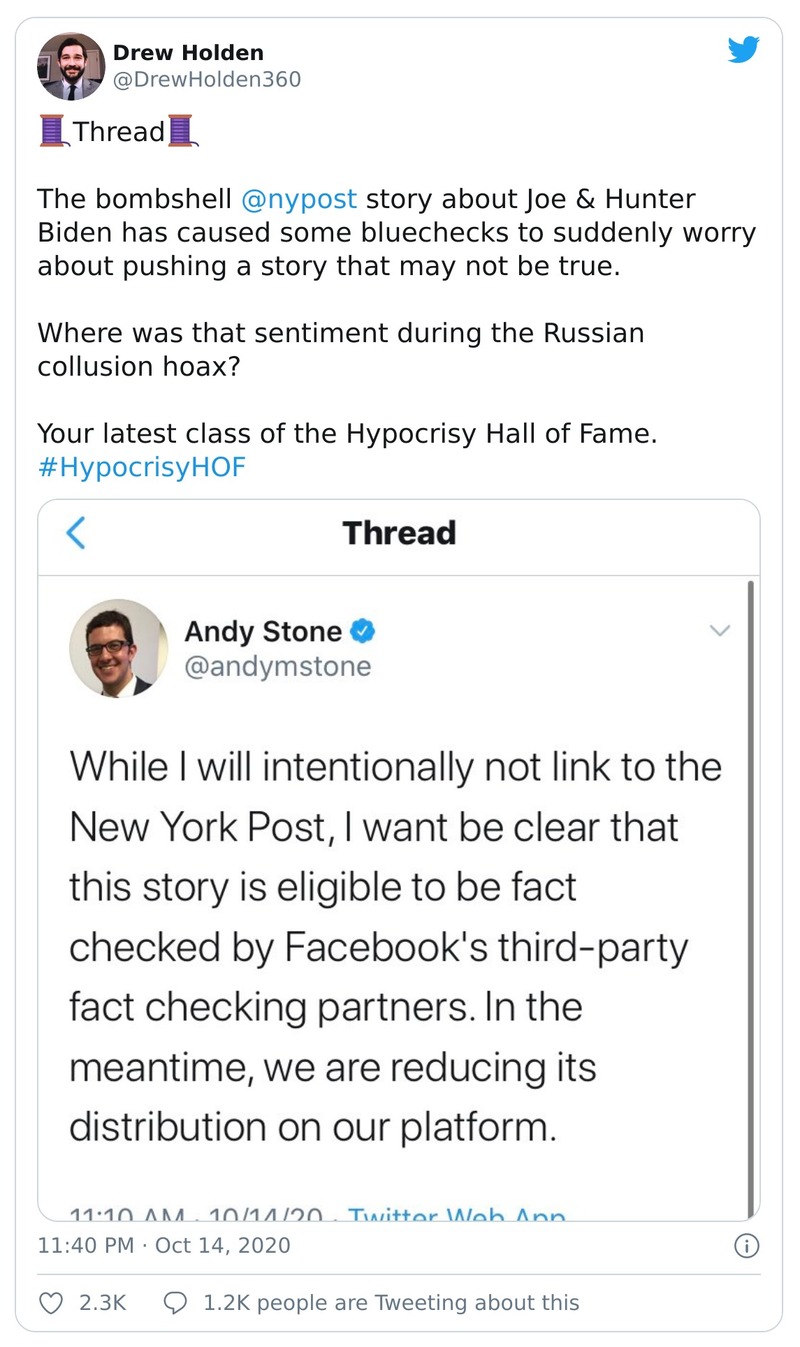 Drew Holden
@DrewHolden360
🧵Thread🧵
The bombshell @nypost story about Joe & Hunter
Biden has caused some bluechecks to suddenly worry
about pushing a story that may not be true.
Where was that sentiment during the Russian
collusion hoax?
Your latest class of the Hypocrisy Hall of Fame.
#HypocrisyHOF
Thread
Andy Stone
@andymstone
While I will intentionally not link to the
New York Post, I want be clear that
this story is eligible to be fact
checked by Facebook's third-party
fact checking partners. In the
meantime, we are reducing its
distribution on our platform.
11:10 AM · 10/14/20 · Twitter Web App
11:40 PM · Oct 14, 2020
2.3K
1.2K people are Tweeting about this